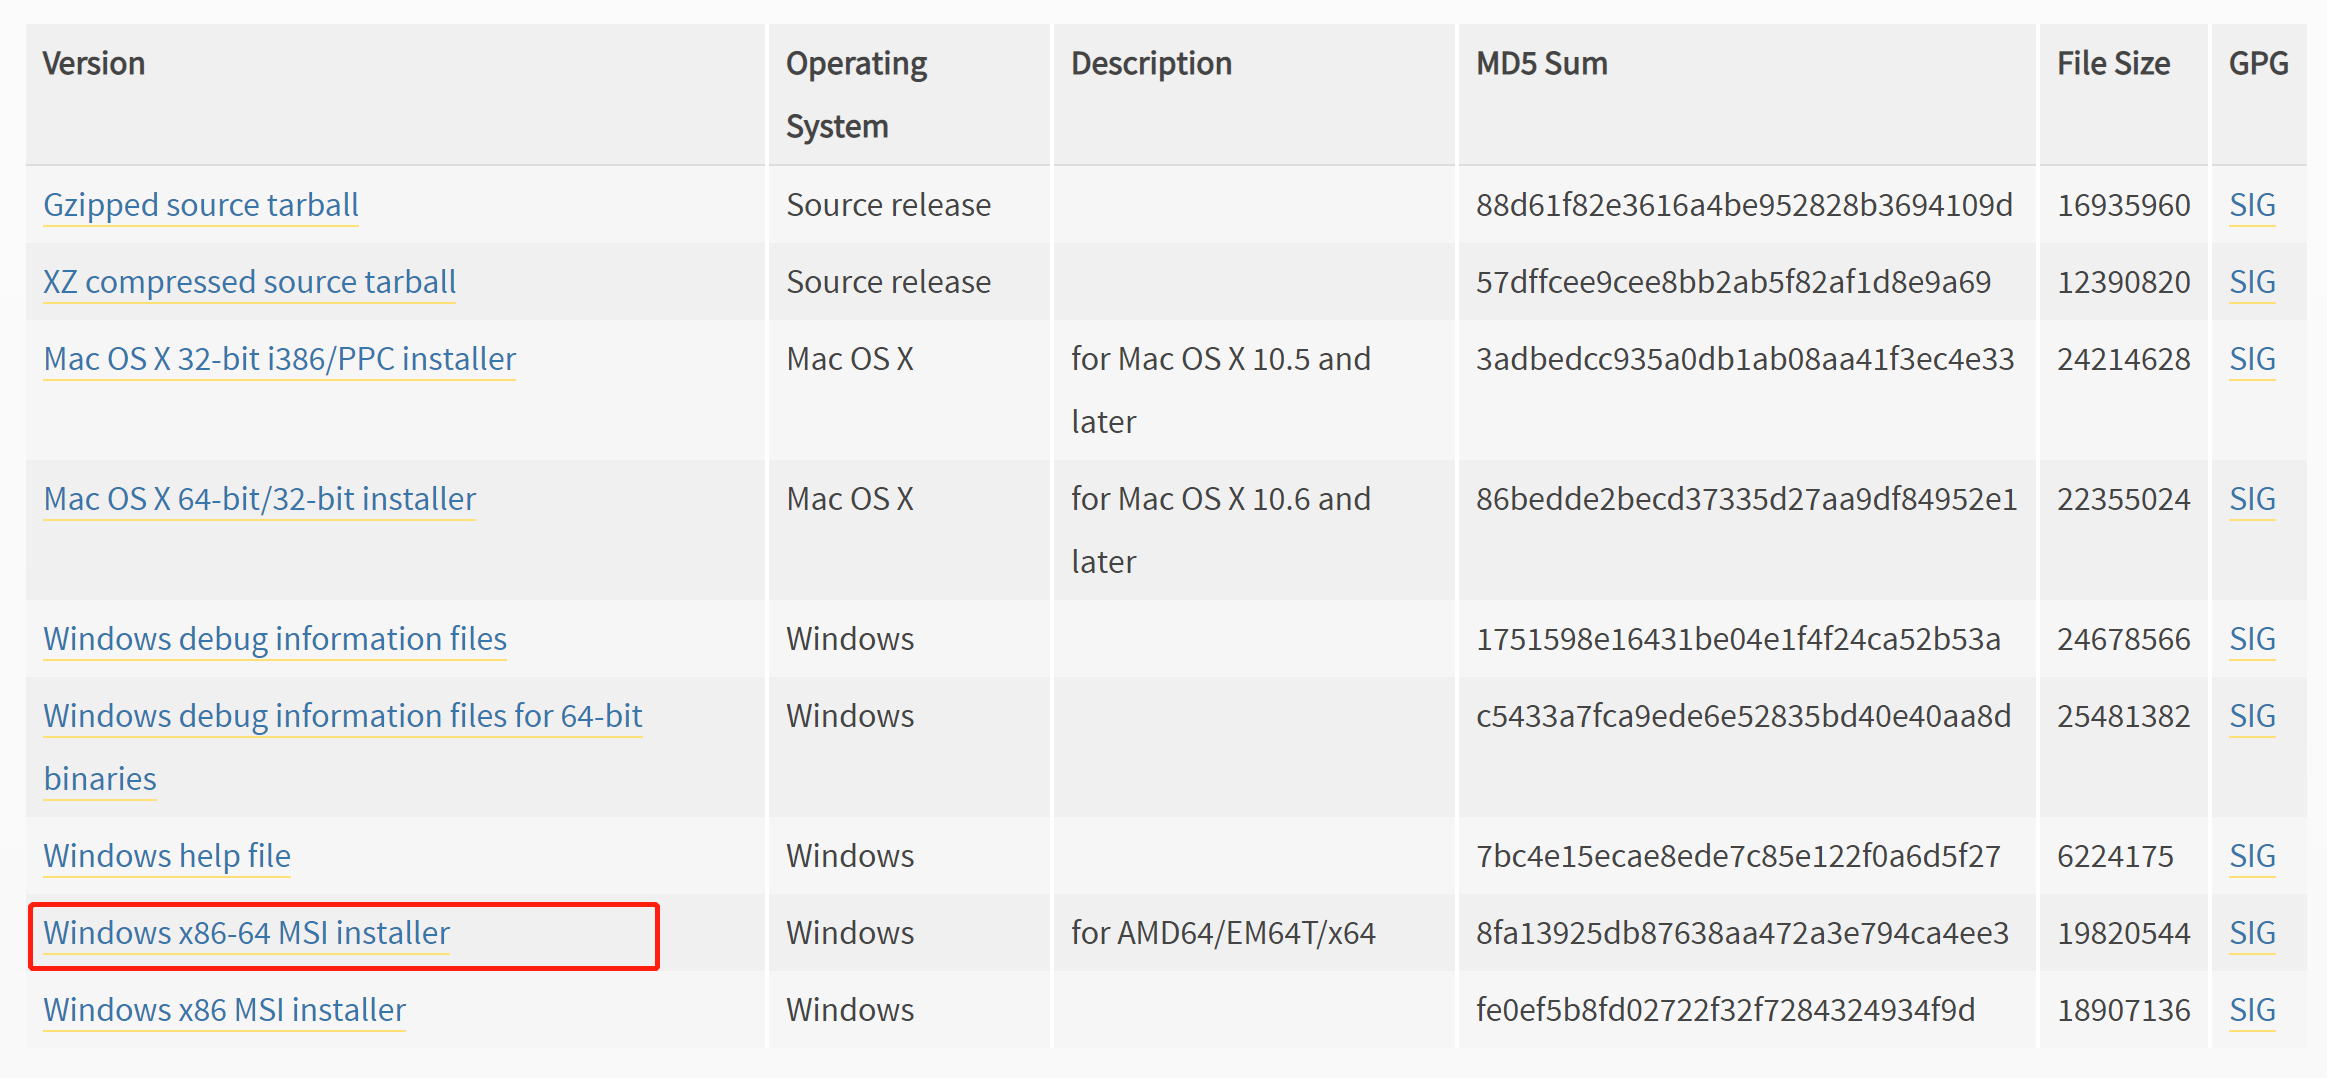 Version Operating System Description MD5 Sum File Size GPG
Gzipped source tarball Source release 88d61f82e3616a4be952828b3694109d 16935960 SIG
XZ compressed source tarball Source release 57dffcee9cee8bb2ab5f82af1d8e9a69 12390820 SIG
Mac OS X 32-bit i386/PPC installer Mac OS X for Mac OS X 10.5 and later 3adbedcc935a0db1ab08aa41f3ec4e33 24214628 SIG
Mac OS X 64-bit/32-bit installer Mac OS X for Mac OS X 10.6 and later 86bedde2becd37335d27aa9df84952e1 22355024 SIG
Windows debug information files Windows 1751598e16431be04e1f4f24ca52b53a 24678566 SIG
Windows debug information files for 64-bit binaries Windows c5433a7fca9ede6e52835bd40e40aa8d 25481382 SIG
Windows help file Windows 7bc4e15ecae8ede7c85e122f0a6d5f27 6224175 SIG
Windows x86-64 MSI installer Windows for AMD64/EM64T/x64 8fa13925db87638aa472a3e794ca4ee3 19820544 SIG
Windows x86 MSI installer Windows fe0ef5b8fd02722f32f7284324934f9d 18907136 SIG